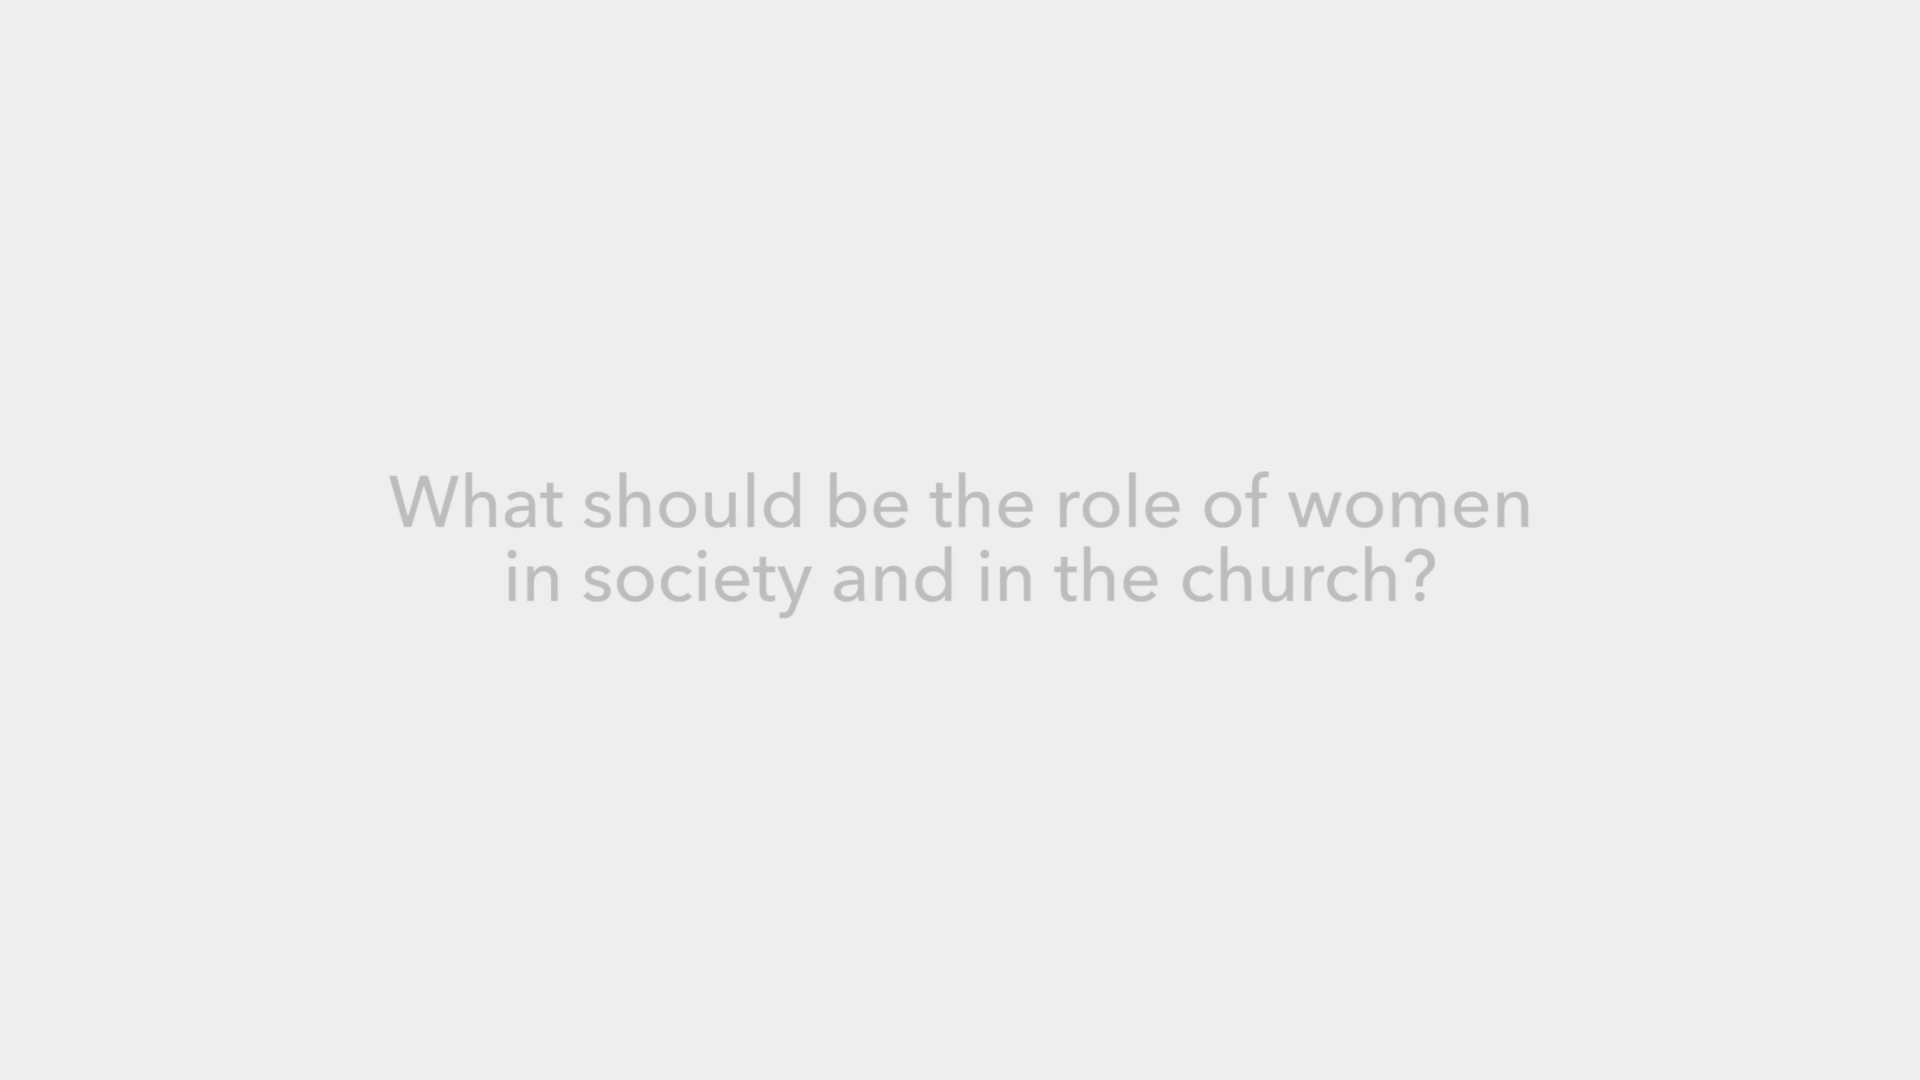 What should be the role of women
in society and in the church?